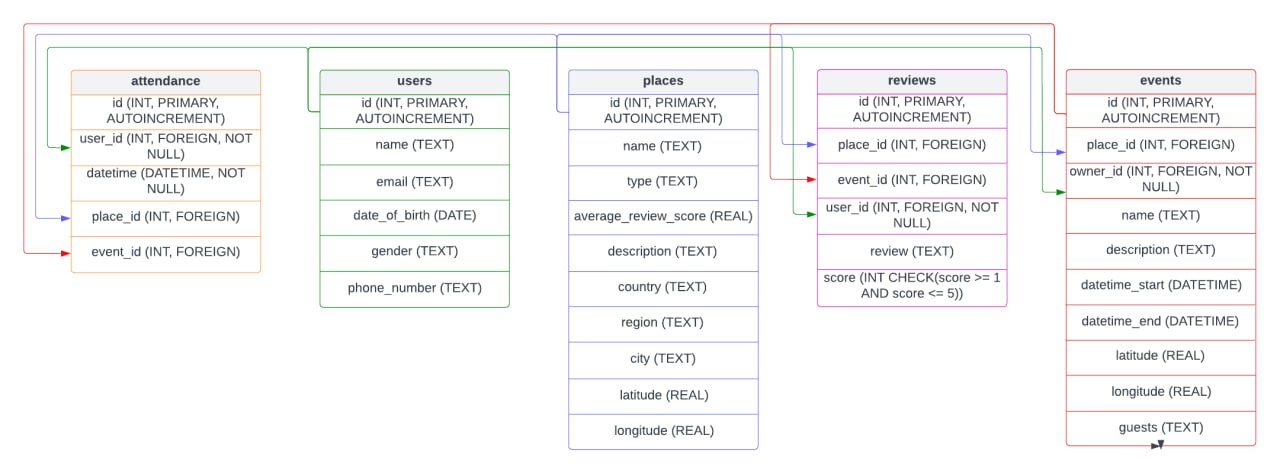 attendance
id (INT, PRIMARY,
AUTOINCREMENT)
user_id (INT, FOREIGN, NOT
NULL)
datetime (DATETIME, NOT
NULL)
place_id (INT, FOREIGN)
event_id (INT, FOREIGN)
users
id (INT, PRIMARY,
AUTOINCREMENT)
name (TEXT)
email (TEXT)
date_of_birth (DATE)
gender (TEXT)
phone_number (TEXT)
places
id (INT, PRIMARY,
AUTOINCREMENT)
name (TEXT)
type (TEXT)
average_review_score (REAL)
description (TEXT)
country (TEXT)
region (TEXT)
city (TEXT)
latitude (REAL)
longitude (REAL)
reviews
id (INT, PRIMARY,
AUTOINCREMENT)
place_id (INT, FOREIGN)
event_id (INT, FOREIGN)
user_id (INT, FOREIGN, NOT
NULL)
review (TEXT)
score (INT CHECK(score >= 1
AND score <= 5))
events
id (INT, PRIMARY,
AUTOINCREMENT)
place_id (INT, FOREIGN)
owner_id (INT, FOREIGN, NOT
NULL)
name (TEXT)
description (TEXT)
datetime_start (DATETIME)
datetime_end (DATETIME)
latitude (REAL)
longitude (REAL)
guests (TEXT)